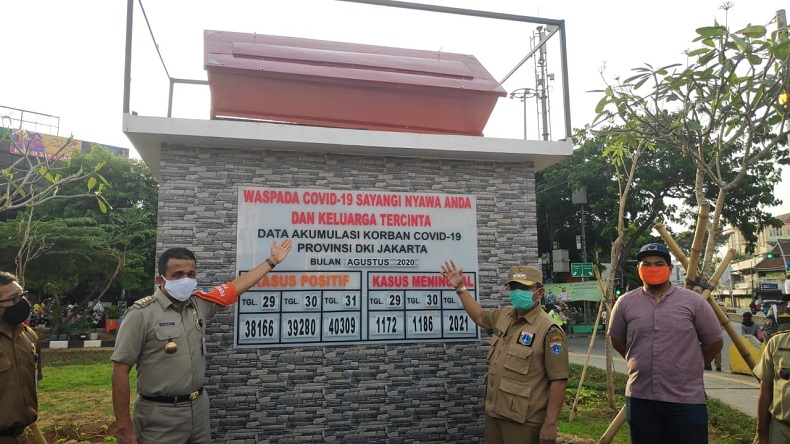 WASPADA COVID-19 SAYANGI NYAWA ANDA
DAN KELUARGA TERCINTA
DATA AKUMULASI KORBAN COVID-19
PROVINSI DKI JAKARTA
BULAN AGUSTUS 2020
KASUS POSITIF KASUS MENINGGAL
TGL. 29 TGL. 30 TGL. 31 TGL. 29 TGL. 30 TGL. 31
38166 39280 40309 1172 1186 2021